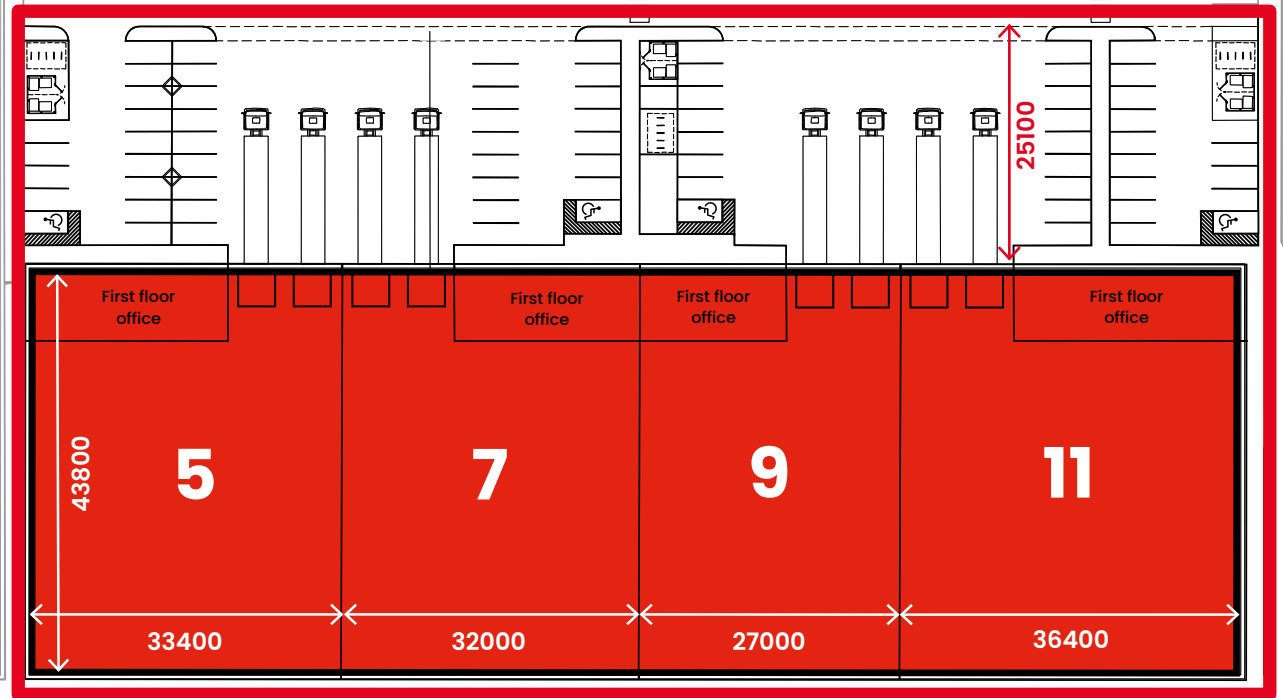 25100
First floor
office
First floor
office
First floor
office
First floor
office
43800
5
7
9
11
33400
32000
27000
36400